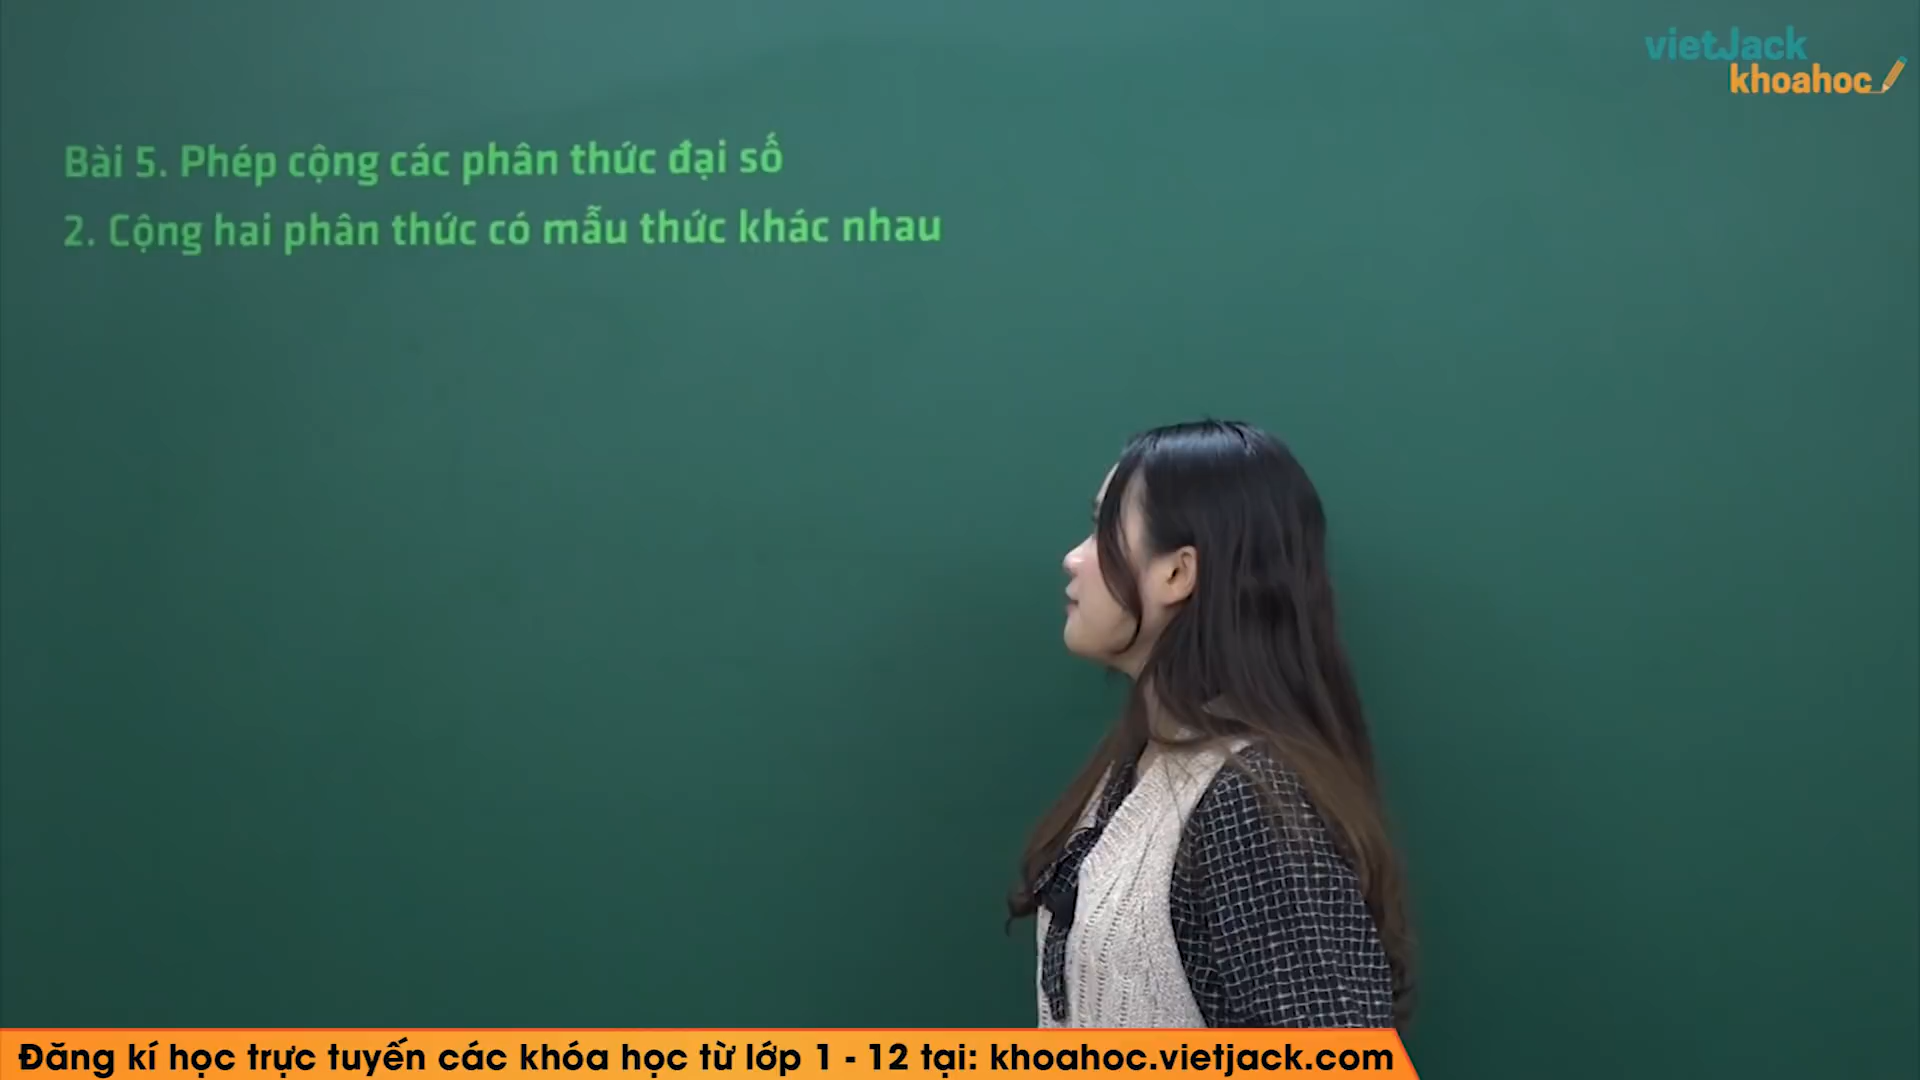 vietJack
khoahoc
Bài 5. Phép cộng các phân thức đại số
2. Cộng hai phân thức có mẫu thức khác nhau
Đăng kí học trực tuyến các khóa học từ lớp 1 - 12 tại: khoahoc.vietjack.com